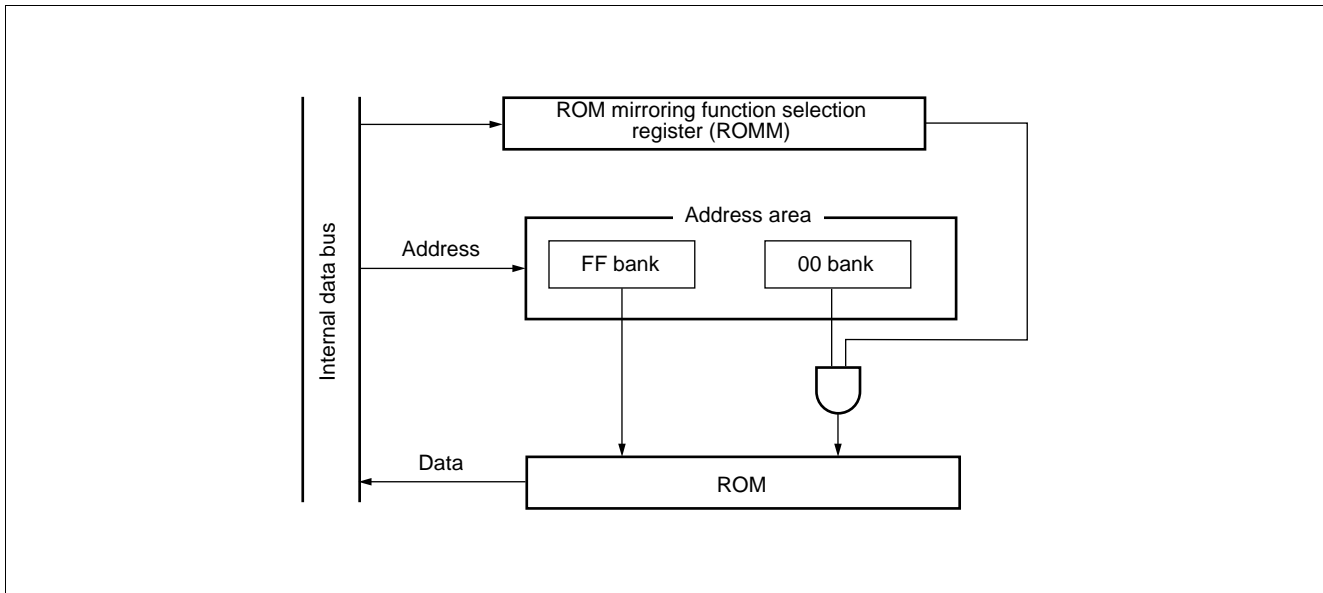 ROM mirroring function selection
register (ROMM)
Address area
Address
FF bank
00 bank
Internal data bus
Data
ROM